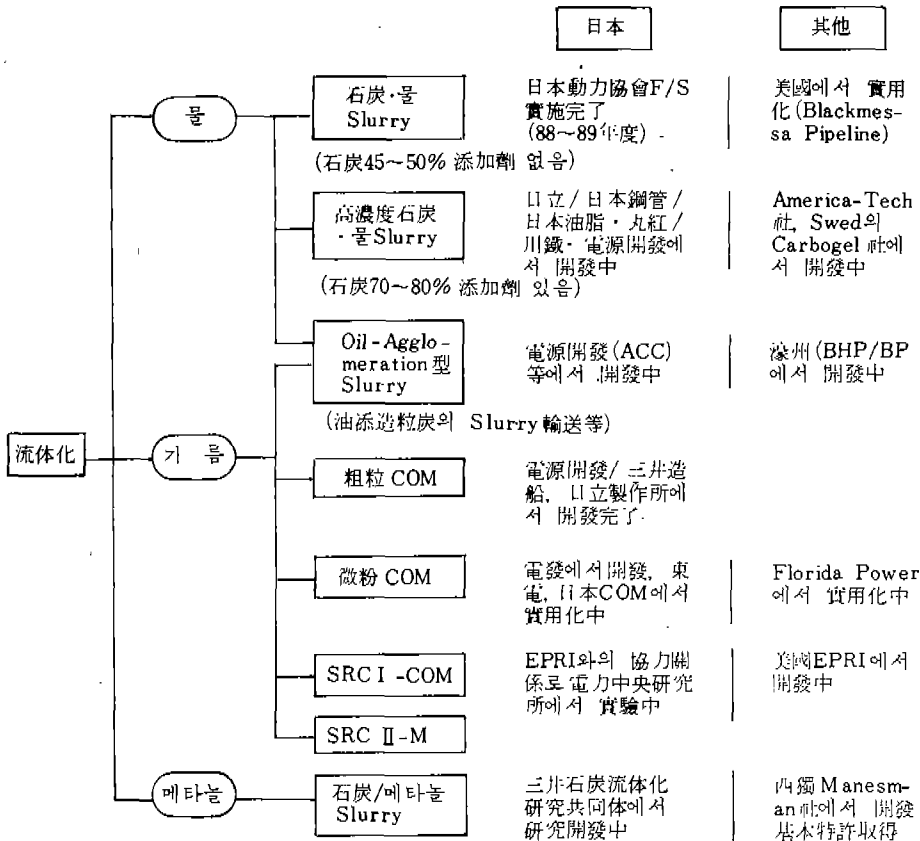 日本
其他
물
石炭·물
Slurry
日本動力協會F/S
實施完了
(88~89年度)
美國에서 實用
化(Blackmes-
sa Pipeline)
(石炭45~50% 添加劑 없음)
高濃度石炭
·물Slurry
日立/日本鋼管/
日本油脂·丸紅/
川鐵·電源開發에
서 開發中
America-Tech
社, Swed의
Carbogel 社에
서 開發中
(石炭70~80% 添加劑 있음)
Oil-Agglo-
meration型
Slurry
電源開發(ACC)
等에서 開發中
濠州(BHP/BP
에서 開發中
(油添造粒炭의 Slurry輸送等)
流体化
기 름
粗粒 COM
電源開發/三井造
船, 日立製作所에
서 開發完了
微粉 COM
電發에서開發, 東
電, 日本COM에서
實用化中
Florida Power
에서 實用化中
SRC I-COM
EPRI와의 協力關
係로電力中央研究
所에서 實驗中
美國EPRI에서
開發中
SRC II-M
메타놀
石炭/메타놀
Slurry
三井石炭流体化
研究共同体에서
研究開發中
西獨Manesm-
an社에서 開發
基本特許取得